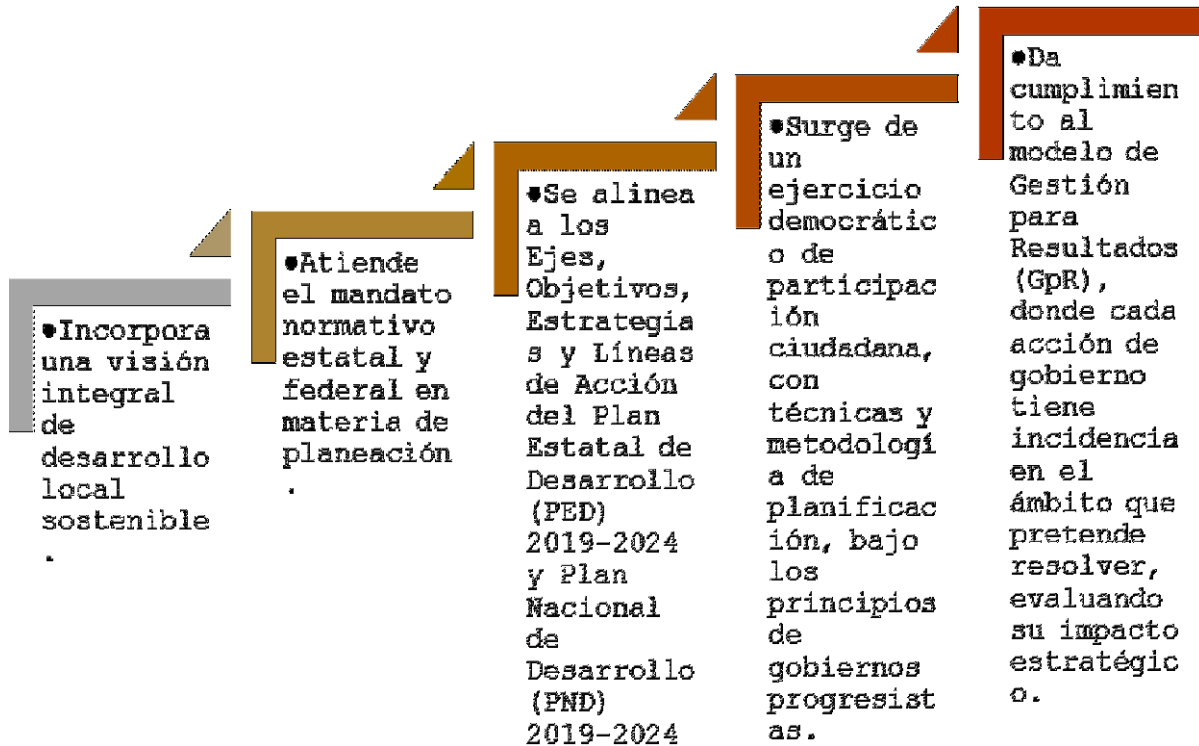 •Incorpora
una visión
integral
de
desarrollo
local
sostenible
.
•Atiende
el mandato
normativo
estatal y
federal en
materia de
planeación
.
•Se alinea
a los
Ejes,
Objetivos,
Estrategia
s y Líneas
de Acción
del Plan
Estatal de
Desarrollo
(PED)
2019-2024
y Plan
Nacional
de
Desarrollo
(PND)
2019-2024
•Surge de
un
ejercicio
democrátic
o de
participac
ión
ciudadana,
con
técnicas y
metodologí
a de
planificac
ión, bajo
los
principios
de
gobiernos
progresist
as.
•Da
cumplimien
to al
modelo de
Gestión
para
Resultados
(GpR),
donde cada
acción de
gobierno
tiene
incidencia
en el
ámbito que
pretende
resolver,
evaluando
su impacto
estratégic
o.